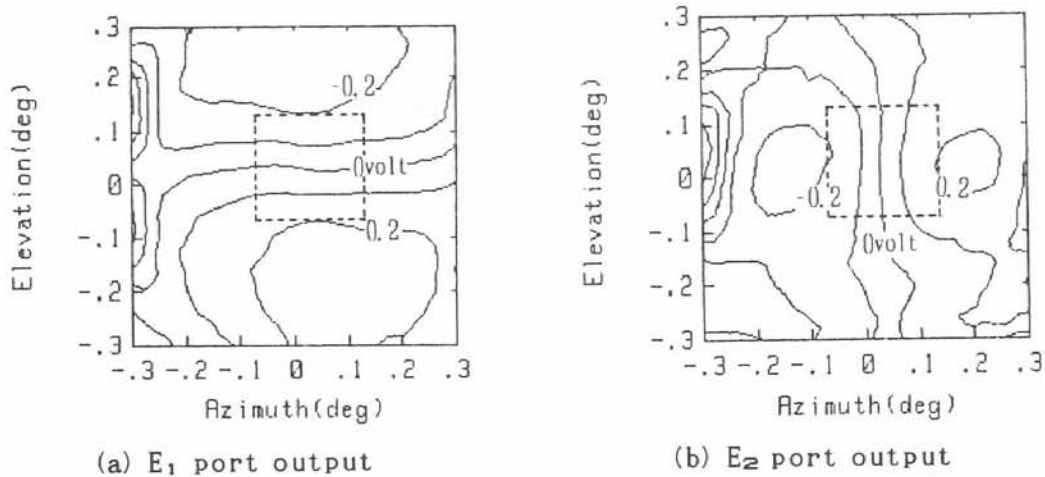 .3
.2
.1
0
-.1
-.2
-.3
Elevation(deg)
-0.2
0volt
0.2
-.3 -.2 -.1 0 .1 .2 .3
Azimuth(deg)
(a) E₁ port output
.3
.2
.1
0
-.1
-.2
-.3
Elevation(deg)
-0.2
0.2
0volt
-.3 -.2 -.1 0 .1 .2 .3
Azimuth(deg)
(b) E₂ port output